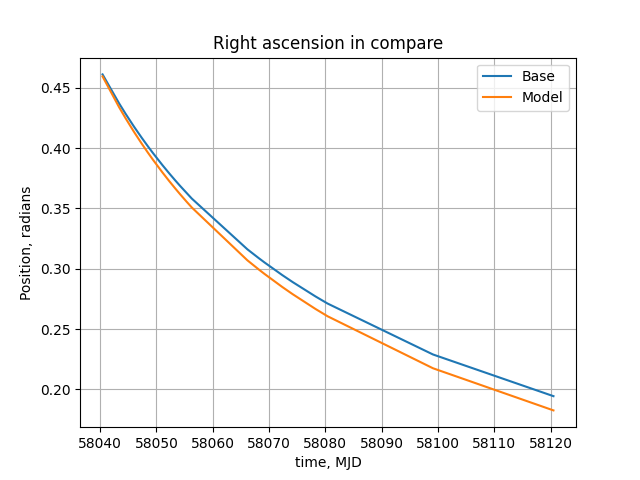 Right ascension in compare
Base
Model
Position, radians
0.45
0.40
0.35
0.30
0.25
0.20
58040 58050 58060 58070 58080 58090 58100 58110 58120
time, MJD